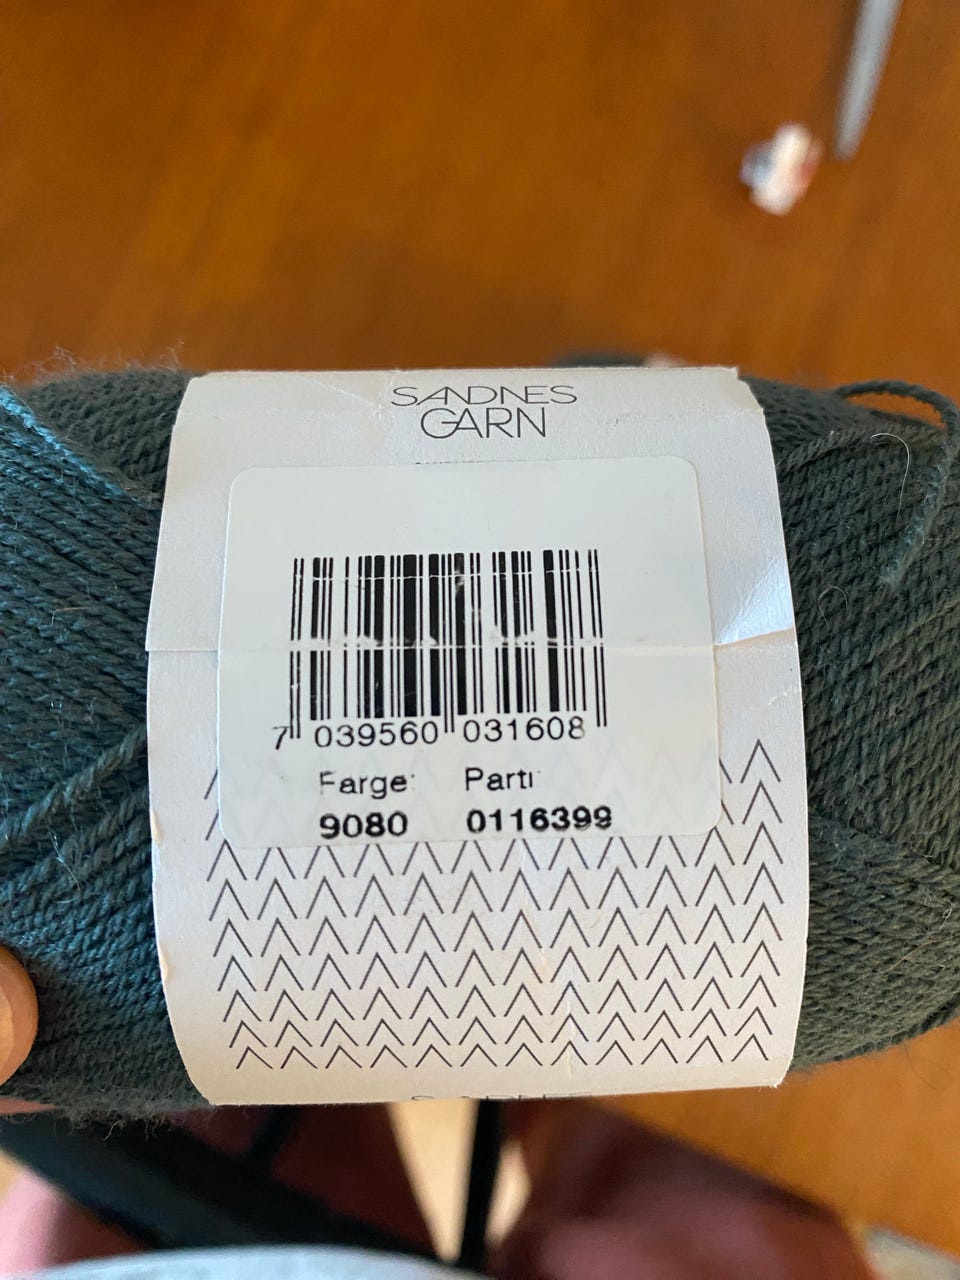 SANDNES
GARN
7 039560 031608
Farge: Parti:
9080 0116399